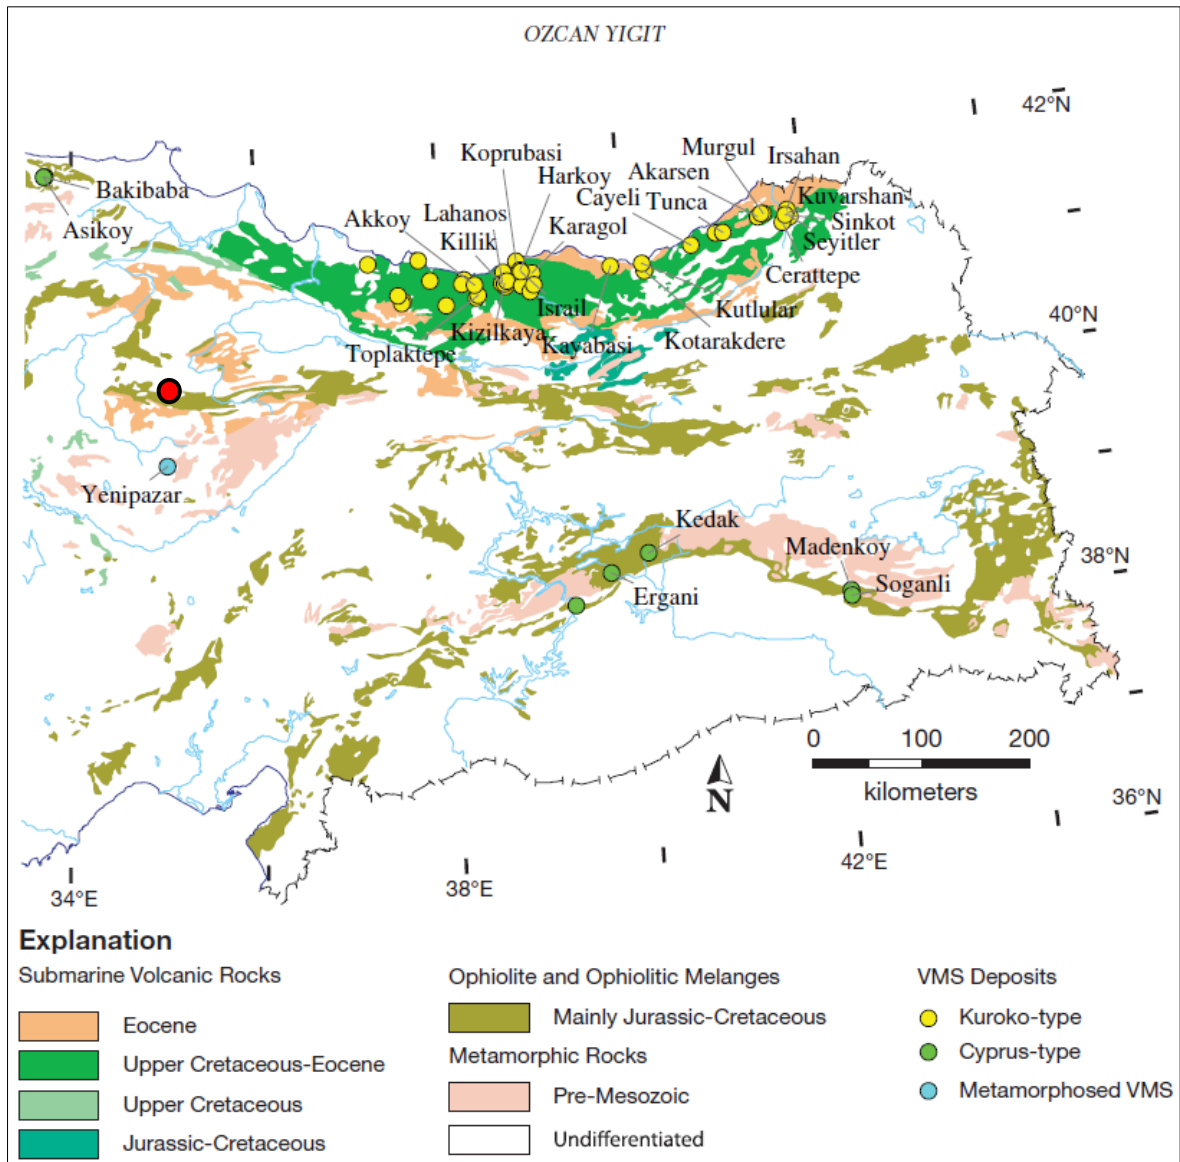 OZCAN YIGIT
42°N
Koprubasi
Murgul
Irsahan
Harkoy
Akarsen
Bakibaba
Cayeli
Tunca
Kuvarshan
Asikoy
Akkoy
Lahanos
Karagol
Sinkot
Killik
Seyitler
Cerattepe
Israil
Kutlular
40°N
Kizilkaya
Kayabasi
Kotarakdere
Toplaktepe
Yenipazar
Kedak
Madenkoy
38°N
Soganli
Ergani
0 100 200
kilometers
N
36°N
42°E
34°E
38°E
Explanation
Submarine Volcanic Rocks
Eocene
Upper Cretaceous-Eocene
Upper Cretaceous
Jurassic-Cretaceous
Ophiolite and Ophiolitic Melanges
Mainly Jurassic-Cretaceous
Metamorphic Rocks
Pre-Mesozoic
Undifferentiated
VMS Deposits
Kuroko-type
Cyprus-type
Metamorphosed VMS